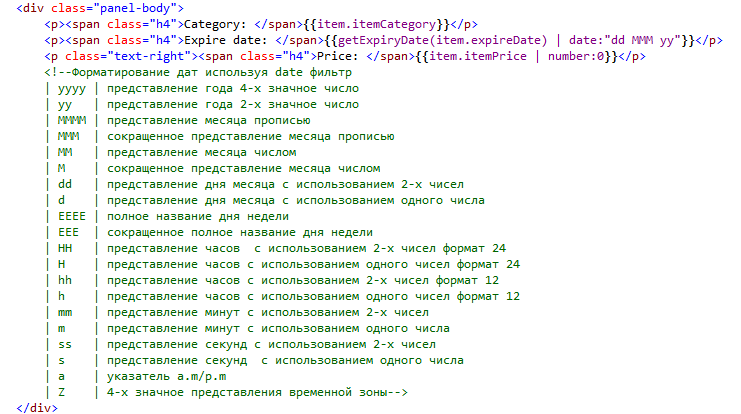 <div class="panel-body">
<p><span class="h4">Category: </span>{{item.itemCategory}}</p>
<p><span class="h4">Expire date: </span>{{getExpiryDate(item.expireDate) | date:"dd MMM yy"}}</p>
<p class="text-right"><span class="h4">Price: </span>{{item.itemPrice | number:0}}</p>
<!--Форматирование дат используя date фильтр
| yyyy | представление года 4-х значное число
| yy | представление года 2-х значное число
| MMMM | представление месяца прописью
| MMM | сокращенное представление месяца прописью
| MM | представление месяца числом
| M | сокращенное представление месяца числом
| dd | представление дня месяца с использованием 2-х чисел
| d | представление дня месяца с использованием одного числа
| EEEE | полное название дня недели
| EEE | сокращенное полное название дня недели
| HH | представление часов  с использованием 2-х чисел формат 24
| H | представление часов с использованием одного чисел формат 24
| hh | представление часов с использованием 2-х чисел формат 12
| h | представление часов с использованием одного чисел формат 12
| mm | представление минут с использованием 2-х чисел
| m | представление минут с использованием одного числа
| ss | представление секунд с использованием 2-х чисел
| s | представление секунд  с использованием одного числа
| a | указатель a.m/p.m
| Z | 4-х значное представления временной зоны-->
</div>